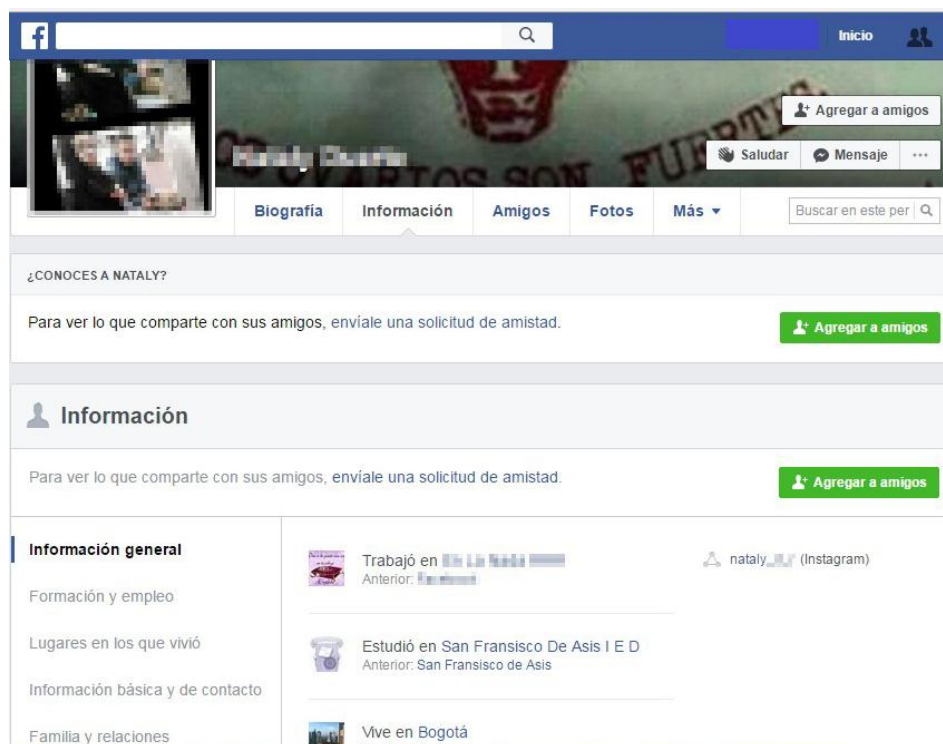 f
Inicio
OVARIOS SON FUERTES.
Agregar a amigos
Saludar Mensaje ...
Biografía Información Amigos Fotos Más
Buscar en este per
¿CONOCES A NATALY?
Para ver lo que comparte con sus amigos, envíale una solicitud de amistad.
Agregar a amigos
Información
Para ver lo que comparte con sus amigos, envíale una solicitud de amistad.
Agregar a amigos
Información general
Formación y empleo
Lugares en los que vivió
Información básica y de contacto
Familia y relaciones
Trabajó en
Anterior:
nataly (Instagram)
Estudió en San Fransisco De Asis I E D
Anterior: San Fransisco de Asis
Vive en Bogotá